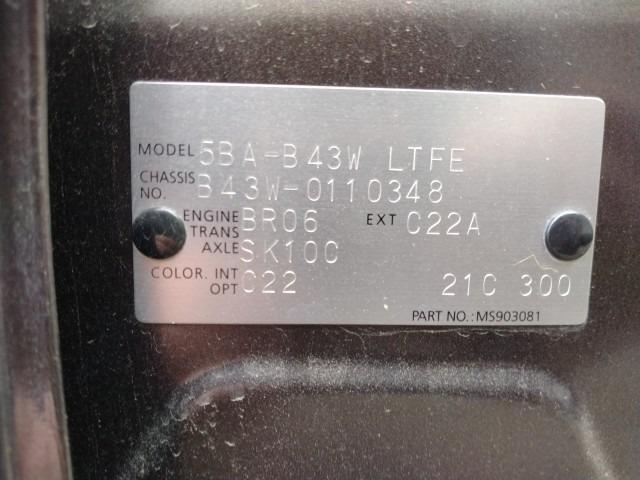 MODEL 5BA-B43W LTFE
CHASSIS NO. B43W-0110348
ENGINE BR06 EXT C22A
TRANS AXLE SK10C
COLOR. INT C22
OPT 21C 300
PART NO.: MS903081